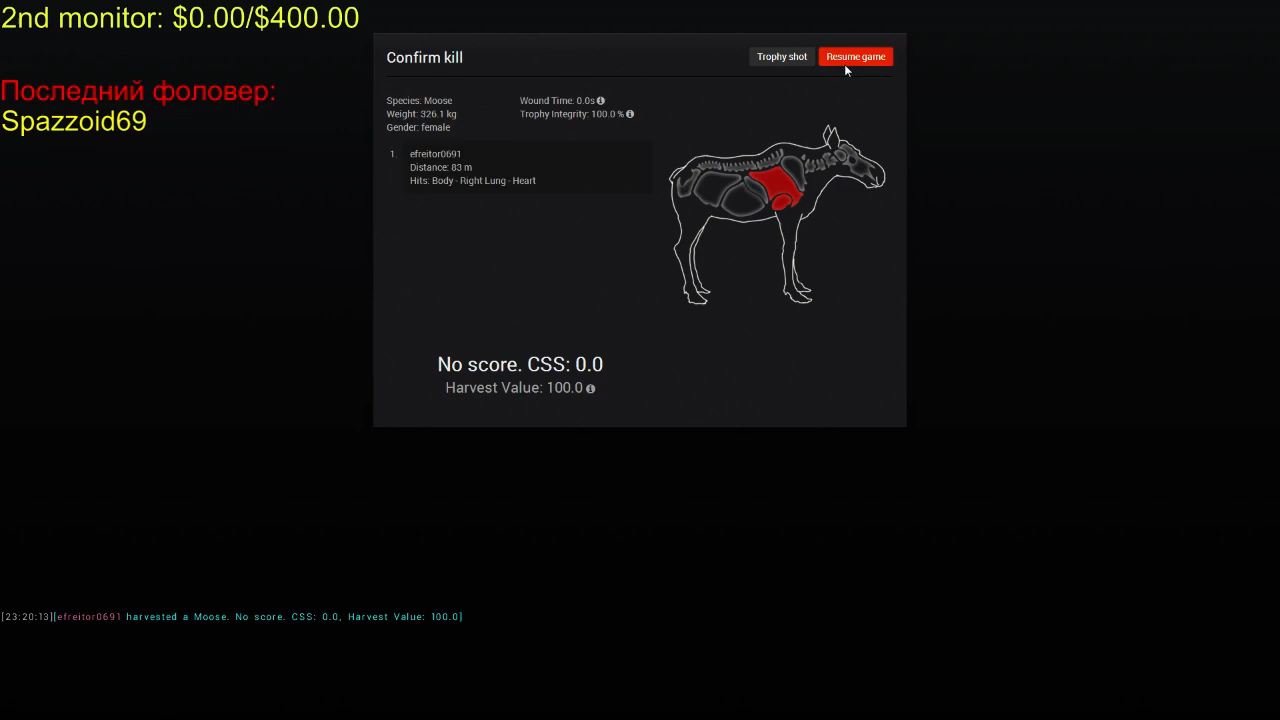 2nd monitor: $0.00/$400.00
Последний фоловер:
Spazzoid69
Confirm kill
Trophy shot
Resume game
Species: Moose
Weight: 326.1 kg
Gender: female
Wound Time: 0.0s
Trophy Integrity: 100.0 %
1. efreitor0691
Distance: 83 m
Hits: Body - Right Lung - Heart
No score. CSS: 0.0
Harvest Value: 100.0
[23:20:13][efreitor0691 harvested a Moose. No score. CSS: 0.0, Harvest Value: 100.0]